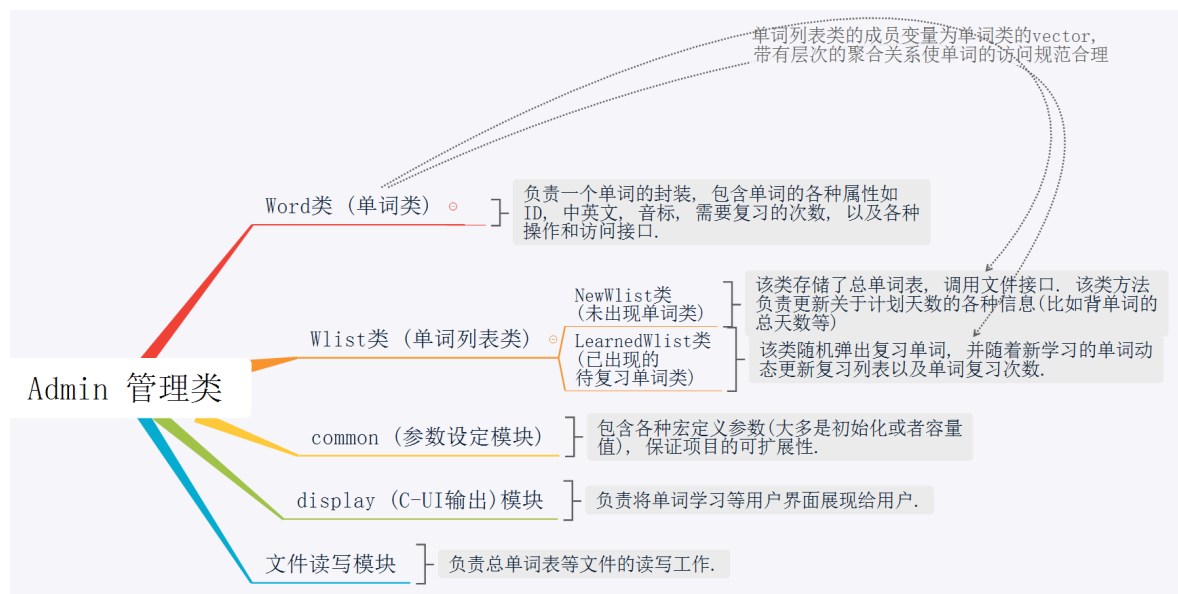 单词列表类的成员变量为单词类的vector,
带有层次的聚合关系使单词的访问规范合理
Word类 (单词类)
负责一个单词的封装, 包含单词的各种属性如
ID, 中英文, 音标, 需要复习的次数, 以及各种
操作和访问接口.
Wlist类 (单词列表类)
NewWlist类
(未出现单词类)
该类存储了总单词表, 调用文件接口. 该类方法
负责更新关于计划天数的各种信息(比如背单词的
总天数等)
LearnedWlist类
(已出现的
待复习单词类)
该类随机弹出复习单词, 并随着新学习的单词动
态更新复习列表以及单词复习次数.
Admin 管理类
common (参数设定模块)
包含各种宏定义参数(大多是初始化或者容量
值), 保证项目的可扩展性.
display (C-UI输出)模块
负责将单词学习等用户界面展现给用户.
文件读写模块
负责总单词表等文件的读写工作.